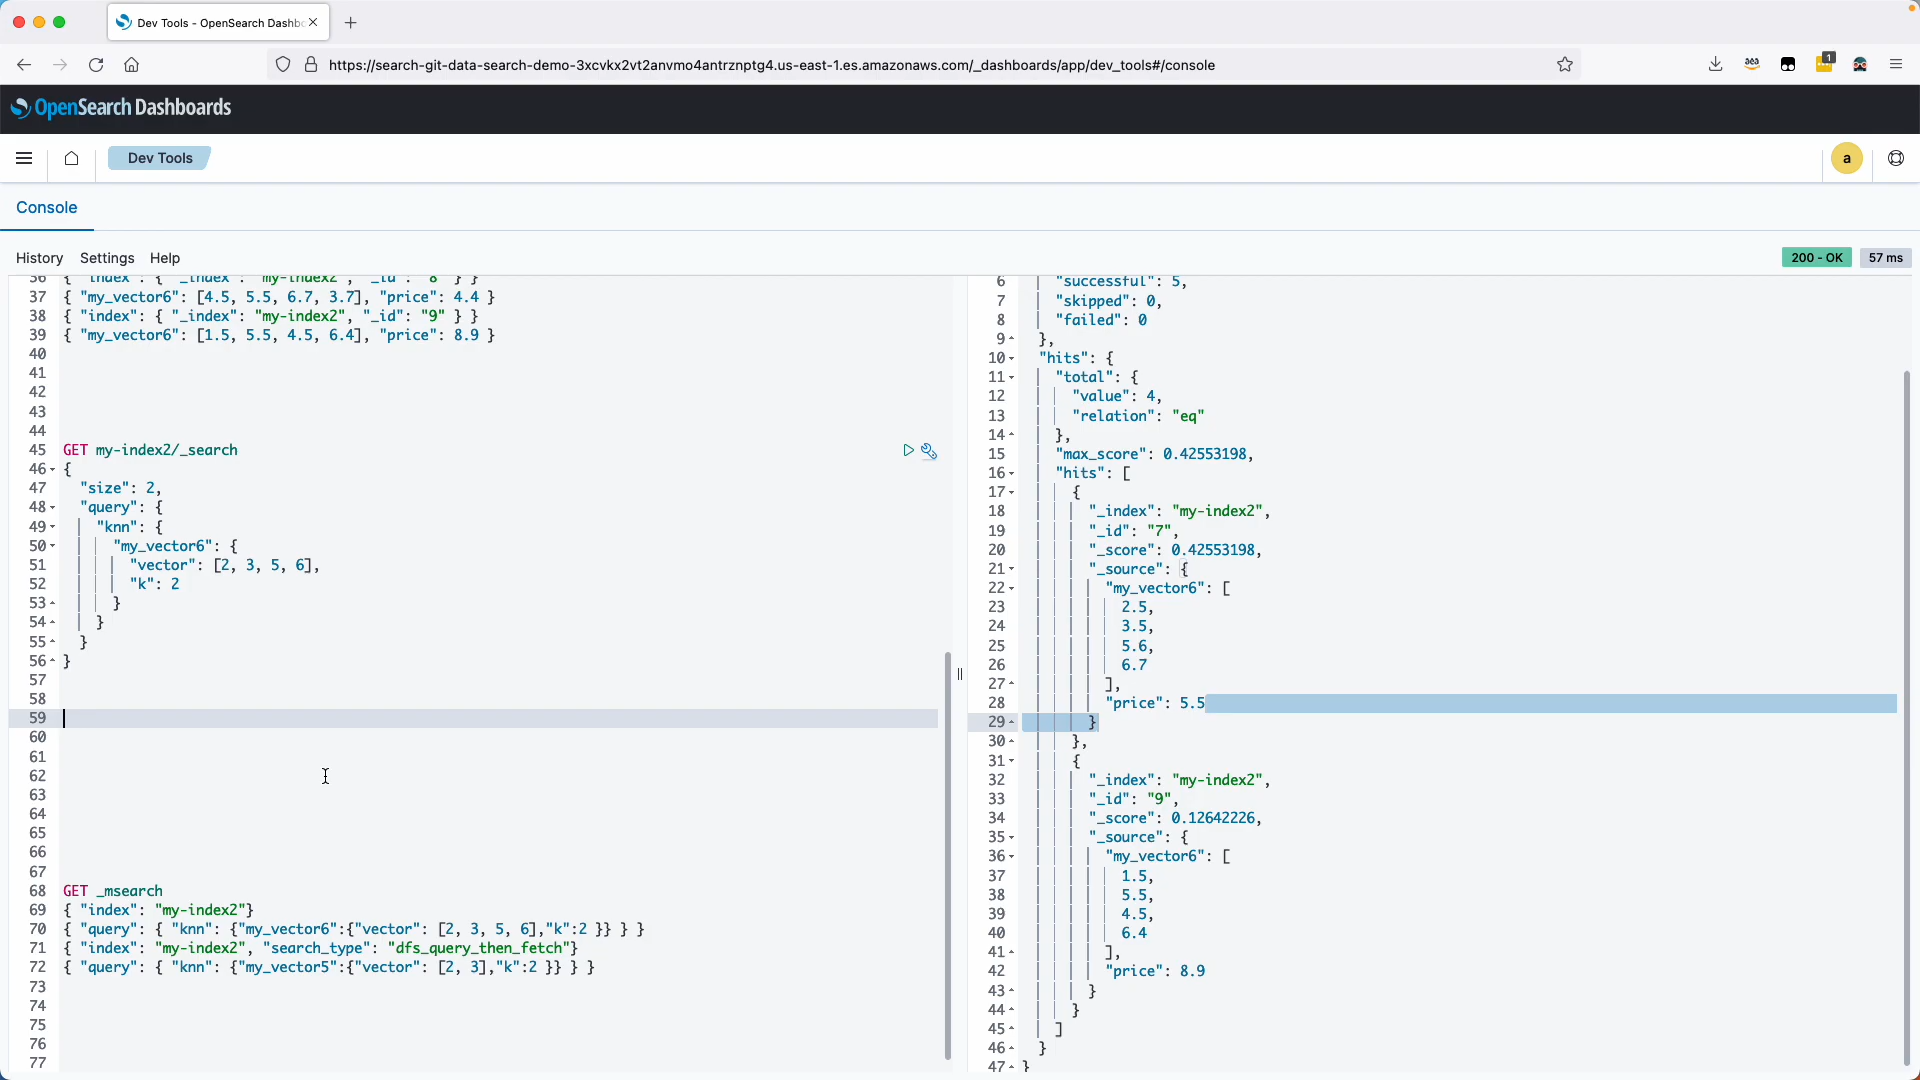 Dev Tools - OpenSearch Dashb
https://search-git-data-search-demo-3xcvkx2vt2anvmo4antrznptg4.us-east-1.es.amazonaws.com/_dashboards/app/dev_tools#/console
1
OpenSearch Dashboards
Dev Tools
a
Console
History Settings Help
200 - OK 57 ms
36 { "index": { "_index": "my-index2", "_id": "8" } }
37 { "my_vector6": [4.5, 5.5, 6.7, 3.7], "price": 4.4 }
38 { "index": { "_index": "my-index2", "_id": "9" } }
39 { "my_vector6": [1.5, 5.5, 4.5, 6.4], "price": 8.9 }
40
41
42
43
44
45 GET my-index2/_search
46 {
47 "size": 2,
48 "query": {
49 "knn": {
50 "my_vector6": {
51 "vector": [2, 3, 5, 6],
52 "k": 2
53 }
54 }
55 }
56 }
57
58
59
60
61
62
63
64
65
66
67
68 GET _msearch
69 { "index": "my-index2"}
70 { "query": { "knn": {"my_vector6":{"vector": [2, 3, 5, 6],"k":2 }} } }
71 { "index": "my-index2", "search_type": "dfs_query_then_fetch"}
72 { "query": { "knn": {"my_vector5":{"vector": [2, 3],"k":2 }} } }
73
74
75
76
77
6 "successful": 5,
7 "skipped": 0,
8 "failed": 0
9 },
10 "hits": {
11 "total": {
12 "value": 4,
13 "relation": "eq"
14 },
15 "max_score": 0.42553198,
16 "hits": [
17 {
18 "_index": "my-index2",
19 "_id": "7",
20 "_score": 0.42553198,
21 "_source": {
22 "my_vector6": [
23 2.5,
24 3.5,
25 5.6,
26 6.7
27 ],
28 "price": 5.5
29 }
30 },
31 {
32 "_index": "my-index2",
33 "_id": "9",
34 "_score": 0.12642226,
35 "_source": {
36 "my_vector6": [
37 1.5,
38 5.5,
39 4.5,
40 6.4
41 ],
42 "price": 8.9
43 }
44 }
45 ]
46 }
47 }